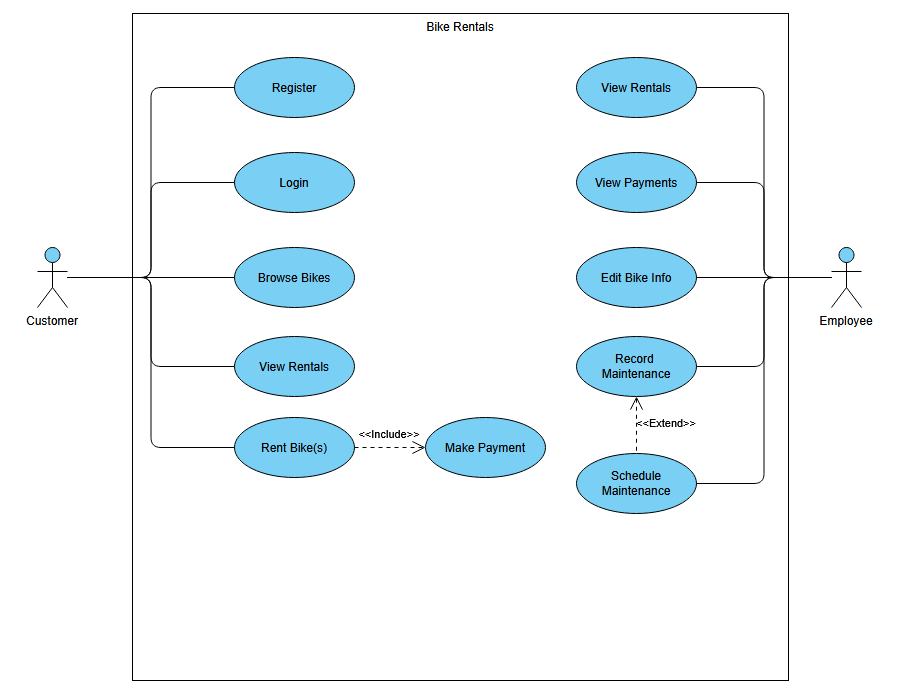 Bike Rentals
Register
View Rentals
Login
View Payments
Browse Bikes
Edit Bike Info
Customer
Employee
View Rentals
Record
Maintenance
<<Extend>>
<<Include>>
Rent Bike(s)
Make Payment
Schedule
Maintenance